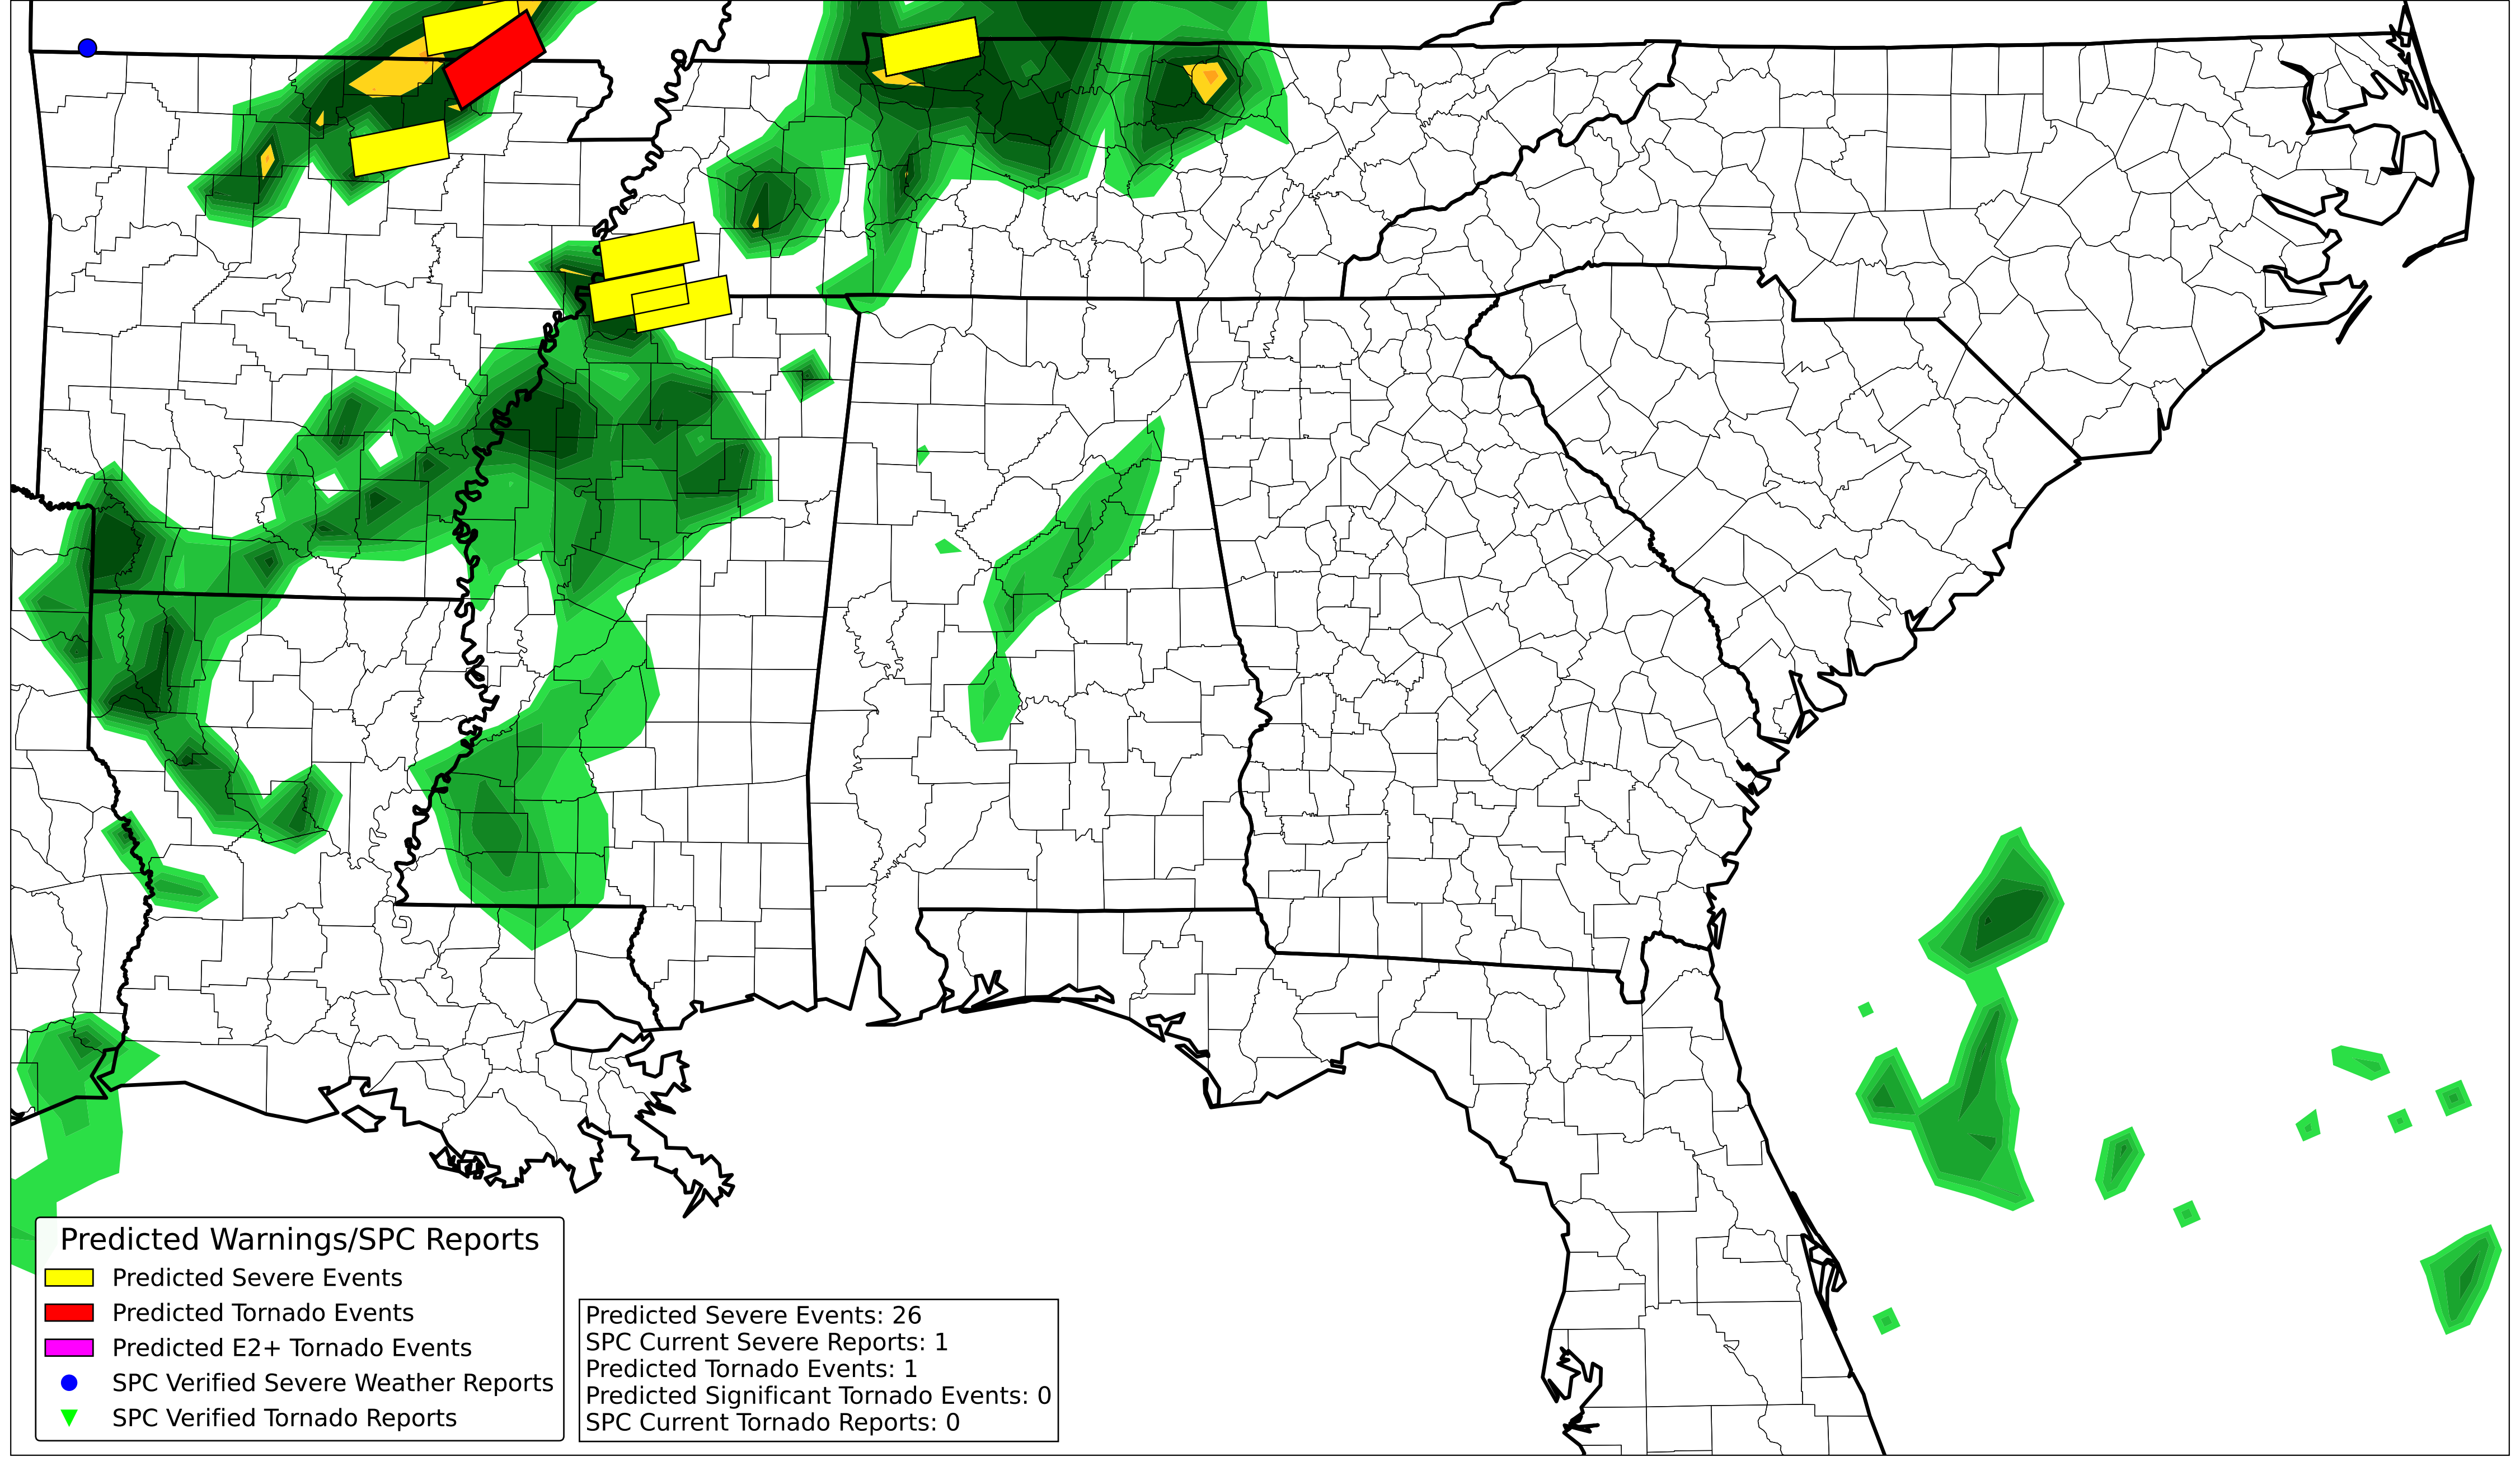 Predicted Warnings/SPC Reports
Predicted Severe Events
Predicted Tornado Events
Predicted E2+ Tornado Events
SPC Verified Severe Weather Reports
SPC Verified Tornado Reports
Predicted Severe Events: 26
SPC Current Severe Reports: 1
Predicted Tornado Events: 1
Predicted Significant Tornado Events: 0
SPC Current Tornado Reports: 0